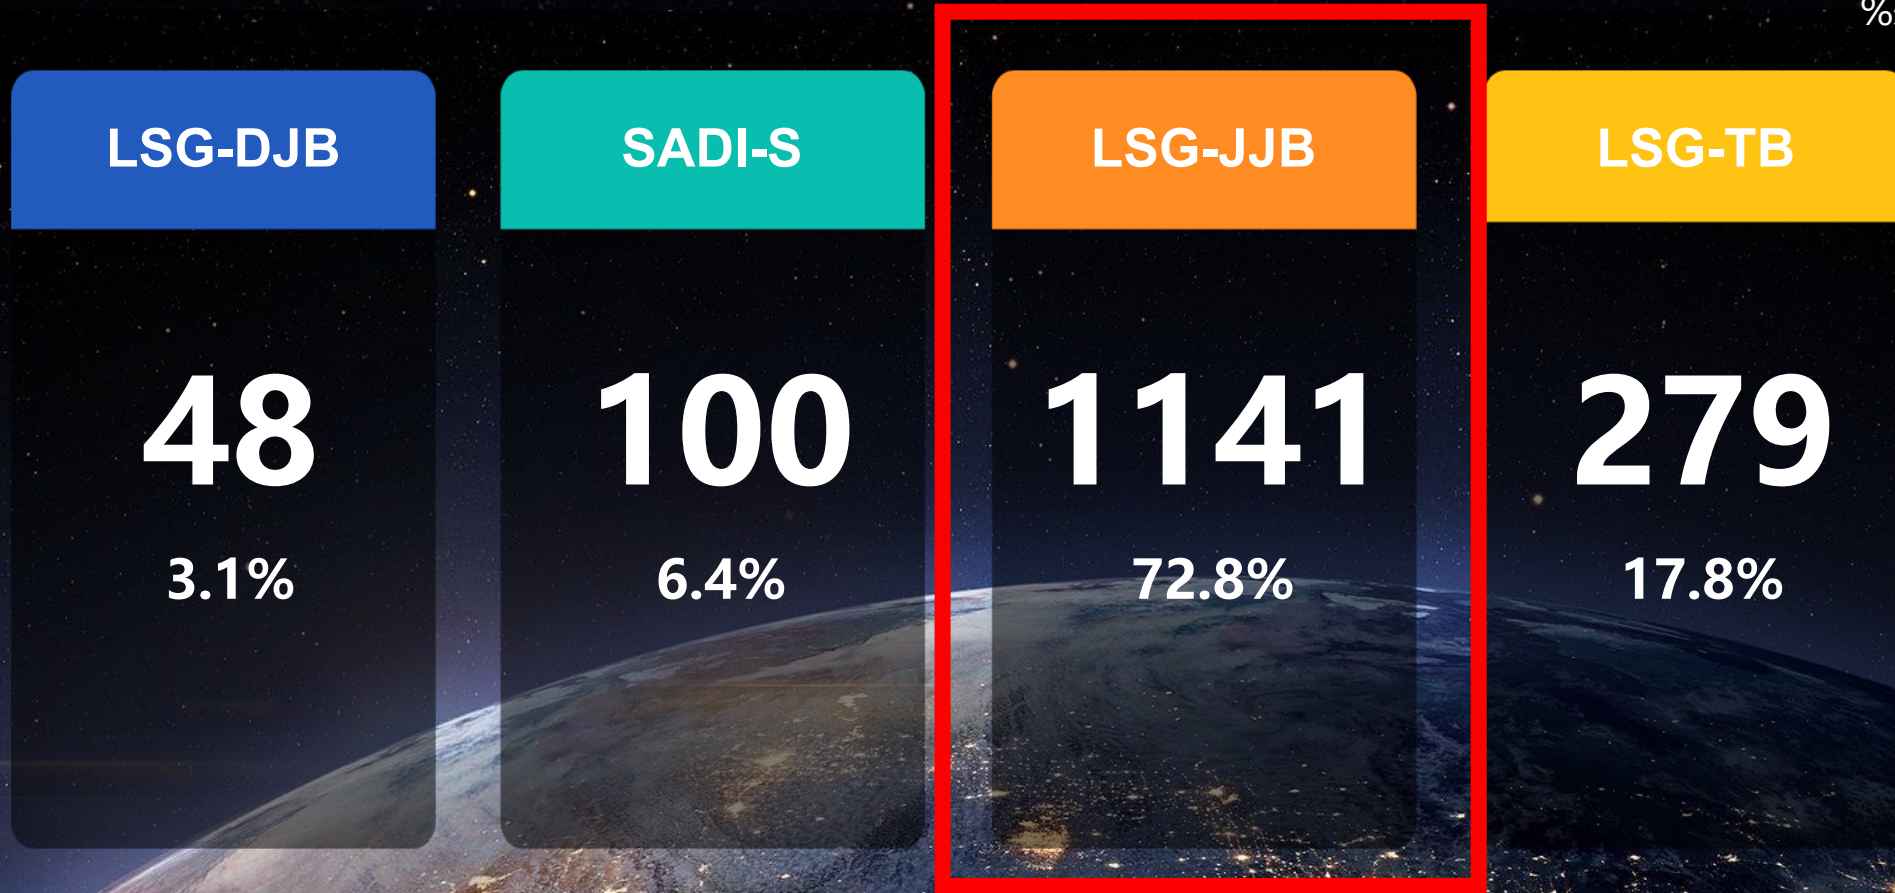 %
LSG-DJB
SADI-S
LSG-JJB
LSG-TB
48
100
1141
279
3.1%
6.4%
72.8%
17.8%